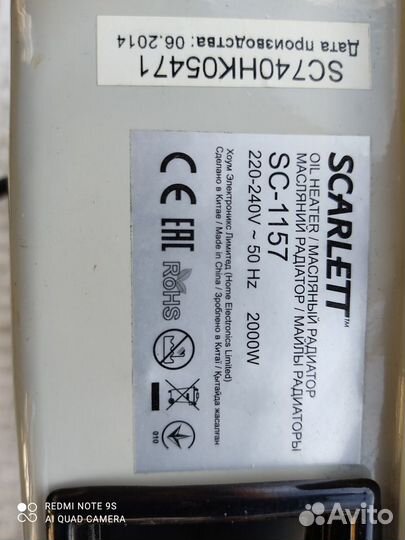 SC740HK05471
Дата производства: 06.2014
SCARLETT™
OIL HEATER / МАСЛЯНЫЙ РАДИАТОР
МАСЛЯНИЙ РАДІАТОР / МАЙЛЫ РАДИАТОРЫ
SC-1157
220-240V ~ 50 Hz 2000W
Хоум Электроникс Лимитед (Home Electronics Limited)
Сделано в Китае / Made in China / Зроблено в Китаї / Қытайда жасалған
CE EAC RoHS
010
REDMI NOTE 9S
AI QUAD CAMERA
Avito